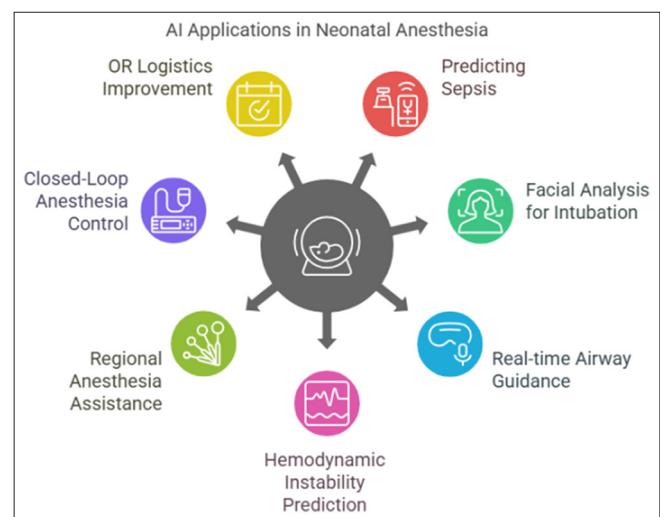 AI Applications in Neonatal Anesthesia
OR Logistics
Improvement
Predicting
Sepsis
Closed-Loop
Anesthesia
Control
Facial Analysis
for Intubation
Regional
Anesthesia
Assistance
Real-time Airway
Guidance
Hemodynamic
Instability
Prediction